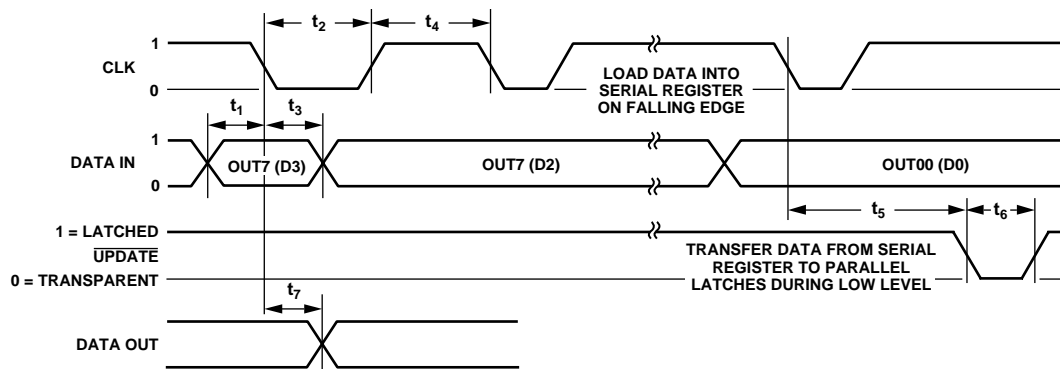 t2
t4
1
CLK
0
LOAD DATA INTO
SERIAL REGISTER
ON FALLING EDGE
t1
t3
1
DATA IN
0
OUT7 (D3)
OUT7 (D2)
OUT00 (D0)
t5
t6
1 = LATCHED
UPDATE
0 = TRANSPARENT
TRANSFER DATA FROM SERIAL
REGISTER TO PARALLEL
LATCHES DURING LOW LEVEL
t7
DATA OUT